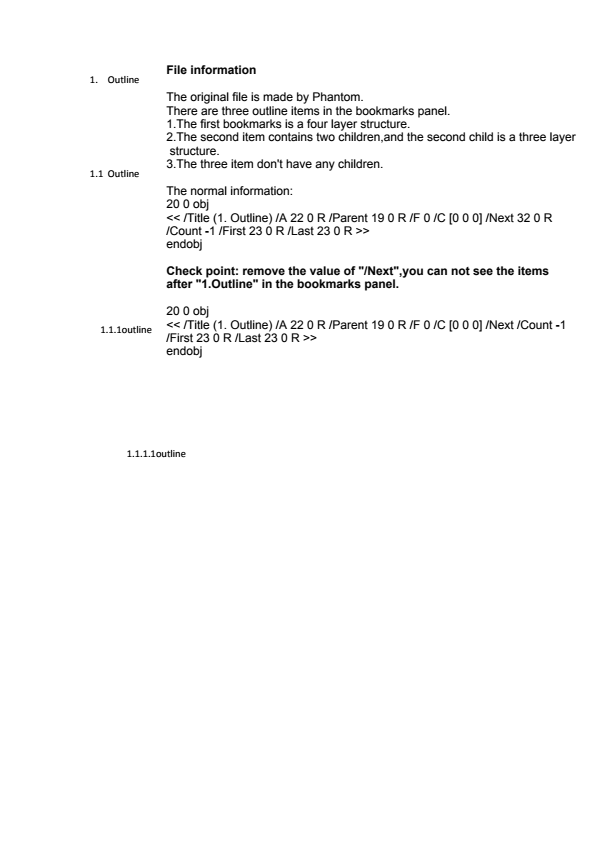 File information
1. Outline
The original file is made by Phantom.
There are three outline items in the bookmarks panel.
1.The first bookmarks is a four layer structure.
2.The second item contains two children,and the second child is a three layer
structure.
3.The three item don't have any children.
1.1 Outline
The normal information:
20 0 obj
<< /Title (1. Outline) /A 22 0 R /Parent 19 0 R /F 0 /C [0 0 0] /Next 32 0 R
/Count -1 /First 23 0 R /Last 23 0 R >>
endobj
Check point: remove the value of "/Next",you can not see the items
after "1.Outline" in the bookmarks panel.
20 0 obj
<< /Title (1. Outline) /A 22 0 R /Parent 19 0 R /F 0 /C [0 0 0] /Next /Count -1
1.1.1outline
/First 23 0 R /Last 23 0 R >>
endobj
1.1.1.1outline